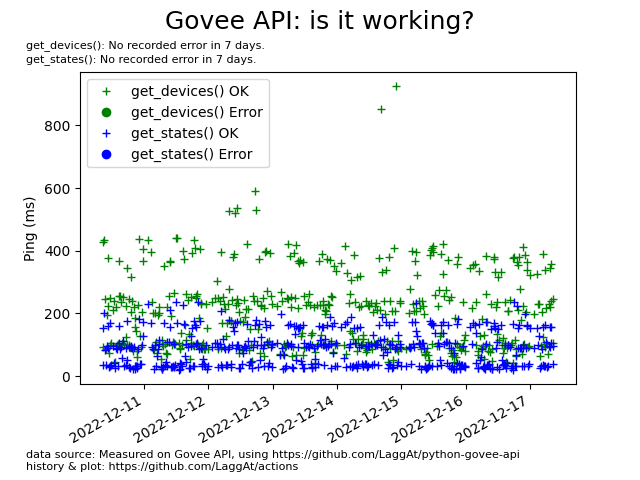 Govee API: is it working?
get_devices(): No recorded error in 7 days.
get_states(): No recorded error in 7 days.
get_devices() OK
get_devices() Error
get_states() OK
get_states() Error
Ping (ms)
800
600
400
200
0
2022-12-11
2022-12-12
2022-12-13
2022-12-14
2022-12-15
2022-12-16
2022-12-17
data source: Measured on Govee API, using https://github.com/LaggAt/python-govee-api
history & plot: https://github.com/LaggAt/actions